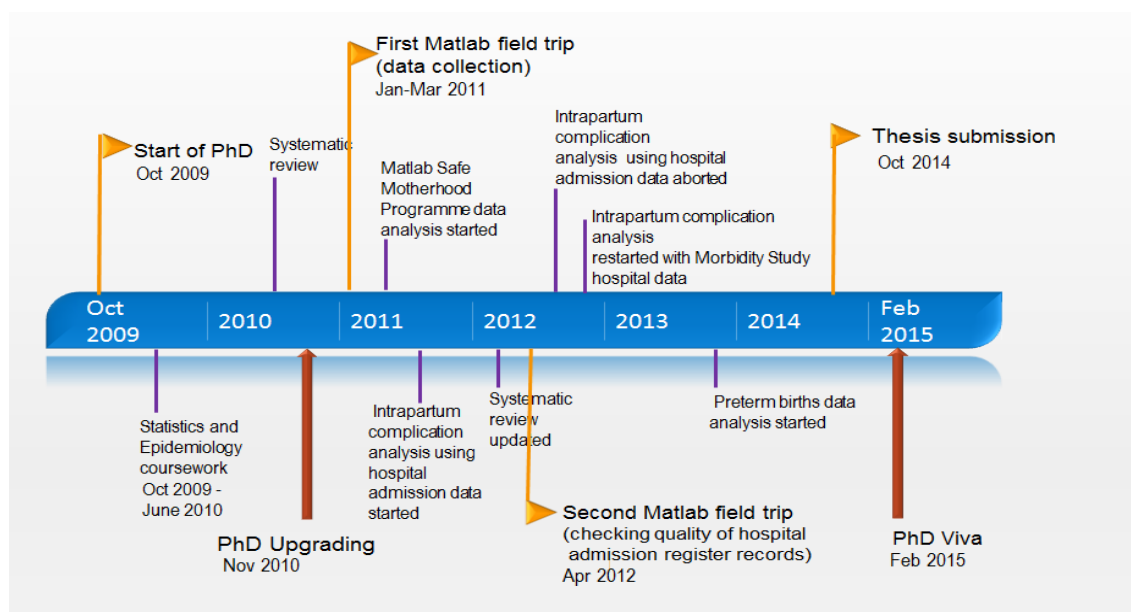 First Matlab field trip
(data collection)
Jan-Mar 2011
Start of PhD
Oct 2009
Systematic
review
Matlab Safe
Motherhood
Programme data
analysis started
Intrapartum
complication
analysis using hospital
admission data aborted
Intrapartum complication
analysis
restarted with Morbidity Study
hospital data
Thesis submission
Oct 2014
Oct
2009
2010
2011
2012
2013
2014
Feb
2015
Statistics and
Epidemiology
coursework
Oct 2009 -
June 2010
PhD Upgrading
Nov 2010
Intrapartum
complication
analysis using
hospital
admission data
started
Systematic
review
updated
Second Matlab field trip
(checking quality of hospital
admission register records)
Apr 2012
Preterm births data
analysis started
PhD Viva
Feb 2015